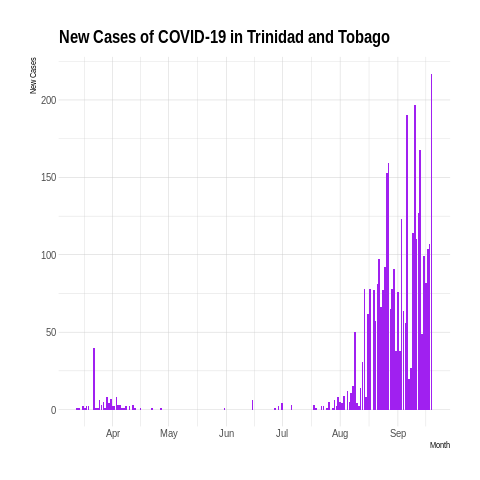 New Cases of COVID-19 in Trinidad and Tobago
New Cases
200
150
100
50
0
Apr May Jun Jul Aug Sep
Month